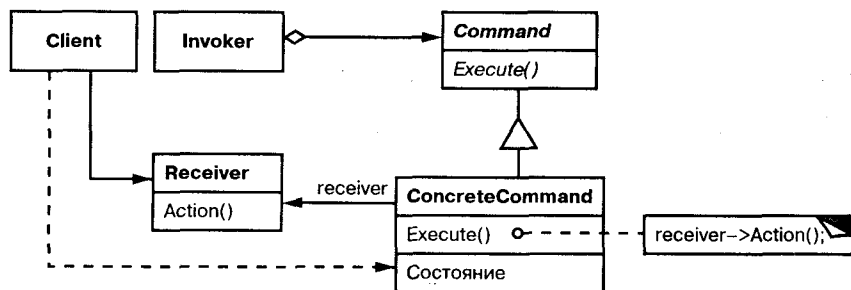 Client
Invoker
Command
Execute()
Receiver
Action()
receiver
ConcreteCommand
Execute()
receiver->Action();
Состояние